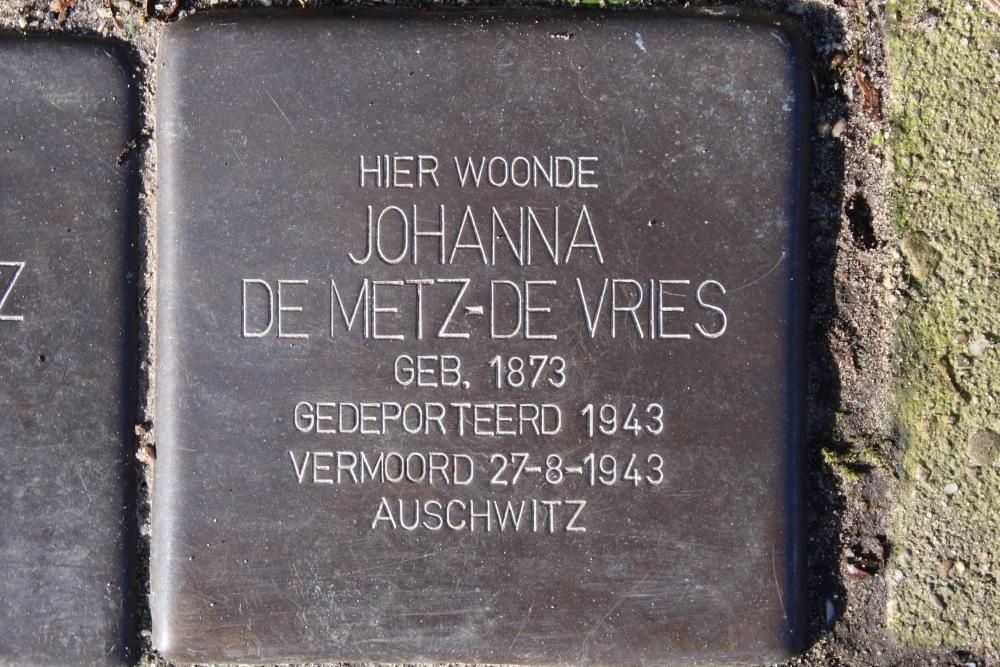 HIER WOONDE
JOHANNA
DE METZ-DE VRIES
GEB. 1873
GEDEPORTEERD 1943
VERMOORD 27-8-1943
AUSCHWITZ
Z